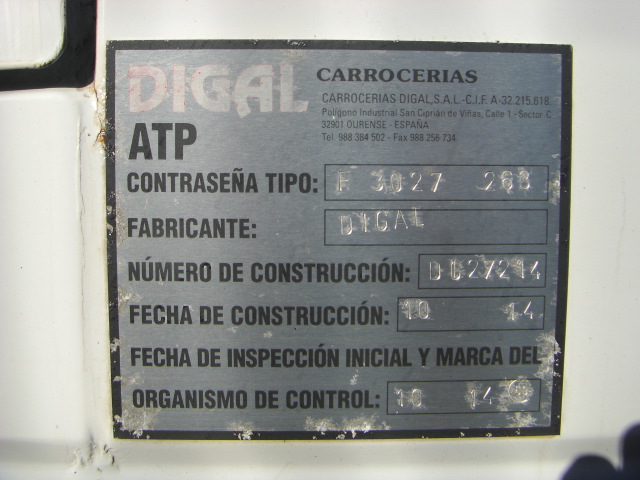 DIGAL CARROCERIAS
CARROCERIAS DIGAL,S.A.L.-C.I.F. A-32.215.618
Polígono Industrial San Ciprián de Viñas, Calle 1 - Sector C
32901 OURENSE - ESPAÑA
Tel. 988 384 502 - Fax 988 256 734
ATP
CONTRASEÑA TIPO: F 3027 268
FABRICANTE: DIGAL
NÚMERO DE CONSTRUCCIÓN: DC27214
FECHA DE CONSTRUCCIÓN: 10 14
FECHA DE INSPECCIÓN INICIAL Y MARCA DEL
ORGANISMO DE CONTROL: 10 14